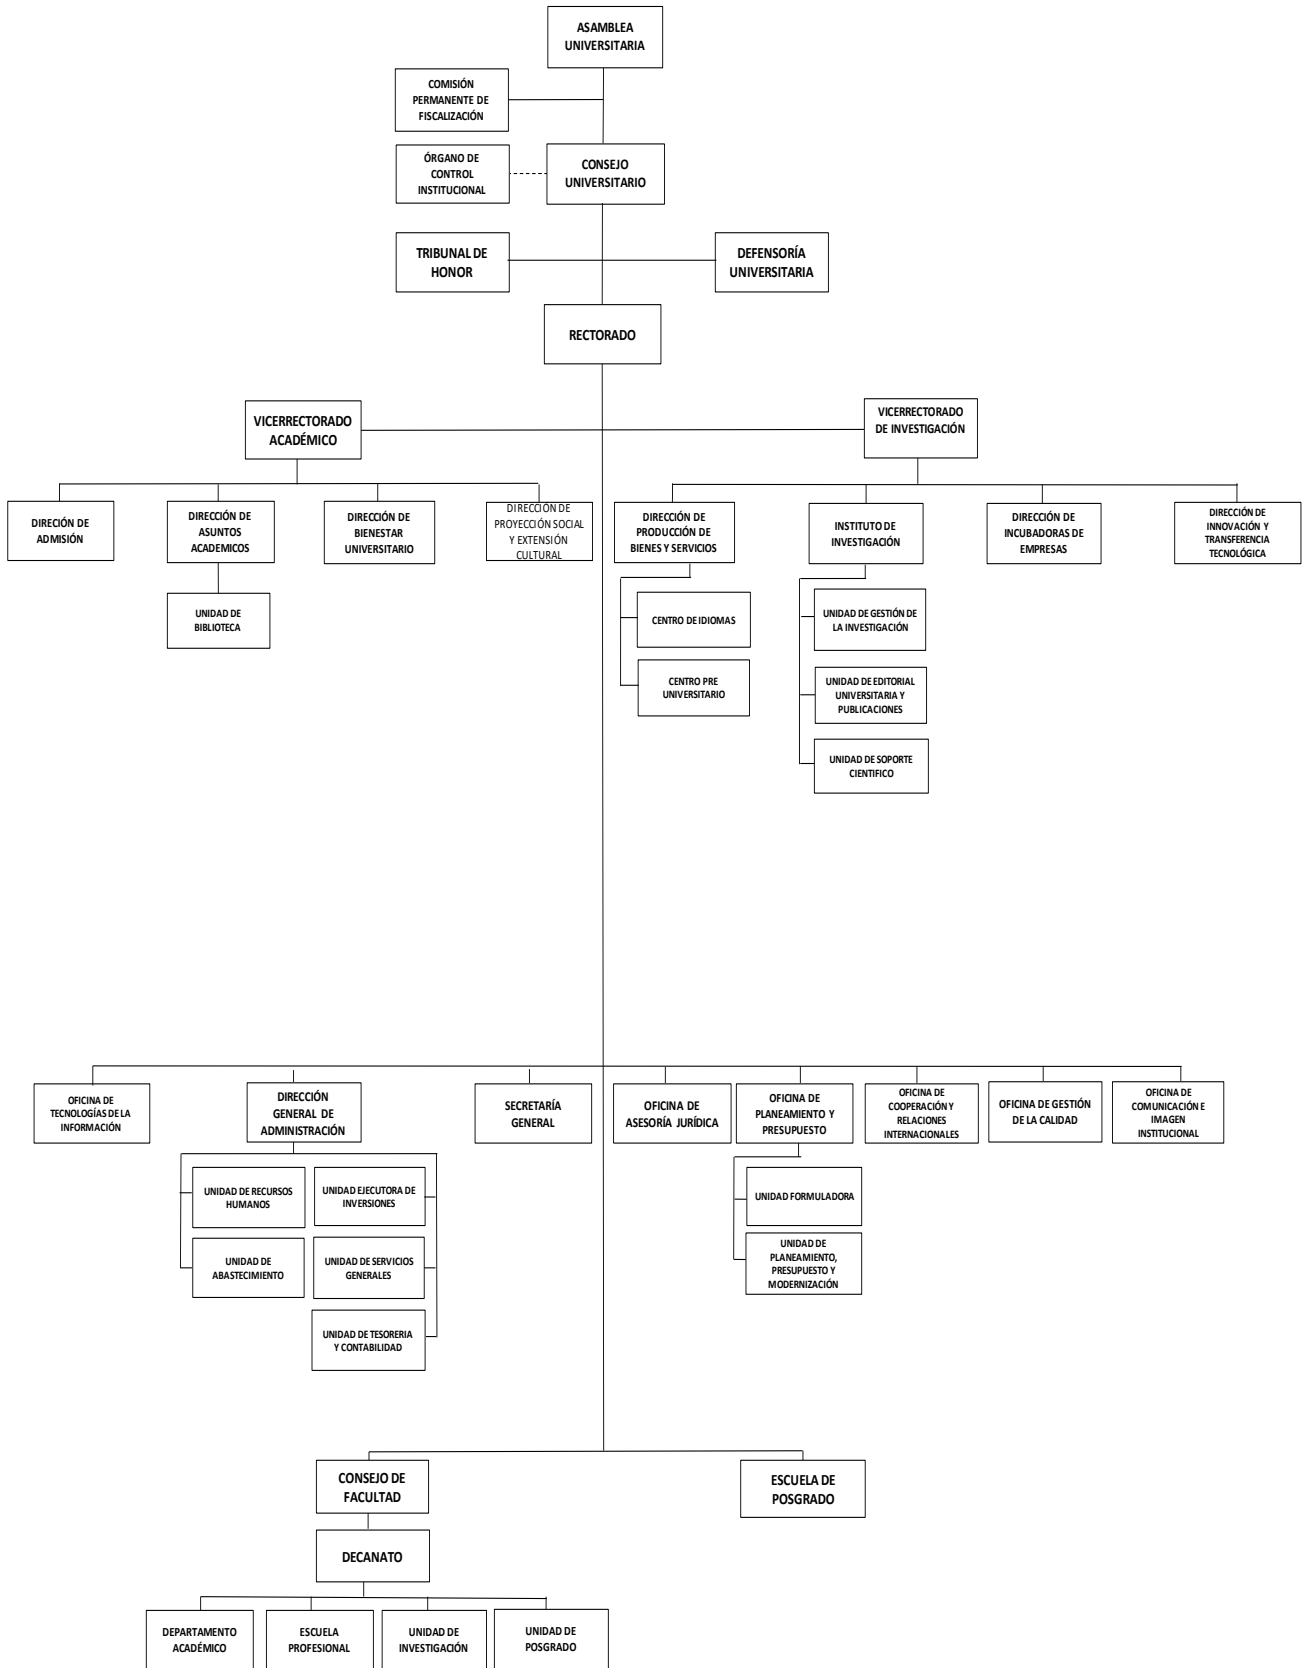 ASAMBLEA
UNIVERSITARIA
COMISIÓN
PERMANENTE DE
FISCALIZACIÓN
ÓRGANO DE
CONTROL
INSTITUCIONAL
CONSEJO
UNIVERSITARIO
TRIBUNAL DE
HONOR
DEFENSORÍA
UNIVERSITARIA
RECTORADO
VICERRECTORADO
ACADÉMICO
VICERRECTORADO
DE INVESTIGACIÓN
DIRECIÓN DE
ADMISIÓN
DIRECCIÓN DE
ASUNTOS
ACADEMICOS
DIRECCIÓN DE
BIENESTAR
UNIVERSITARIO
DIRECCIÓN DE
PROYECCIÓN SOCIAL
Y EXTENSIÓN
CULTURAL
DIRECCIÓN DE
PRODUCCIÓN DE
BIENES Y SERVICIOS
INSTITUTO DE
INVESTIGACIÓN
DIRECCIÓN DE
INCUBADORAS DE
EMPRESAS
DIRECCIÓN DE
INNOVACIÓN Y
TRANSFERENCIA
TECNOLÓGICA
UNIDAD DE
BIBLIOTECA
CENTRO DE IDIOMAS
CENTRO PRE
UNIVERSITARIO
UNIDAD DE GESTIÓN DE
LA INVESTIGACIÓN
UNIDAD DE EDITORIAL
UNIVERSITARIA Y
PUBLICACIONES
UNIDAD DE SOPORTE
CIENTIFICO
OFICINA DE
TECNOLOGÍAS DE LA
INFORMACIÓN
DIRECCIÓN
GENERAL DE
ADMINISTRACIÓN
SECRETARÍA
GENERAL
OFICINA DE
ASESORÍA JURÍDICA
OFICINA DE
PLANEAMIENTO Y
PRESUPUESTO
OFICINA DE
COOPERACIÓN Y
RELACIONES
INTERNACIONALES
OFICINA DE GESTIÓN
DE LA CALIDAD
OFICINA DE
COMUNICACIÓN E
IMAGEN
INSTITUCIONAL
UNIDAD DE RECURSOS
HUMANOS
UNIDAD EJECUTORA DE
INVERSIONES
UNIDAD DE
ABASTECIMIENTO
UNIDAD DE SERVICIOS
GENERALES
UNIDAD DE TESORERIA
Y CONTABILIDAD
UNIDAD FORMULADORA
UNIDAD DE
PLANEAMIENTO,
PRESUPUESTO Y
MODERNIZACIÓN
CONSEJO DE
FACULTAD
ESCUELA DE
POSGRADO
DECANATO
DEPARTAMENTO
ACADÉMICO
ESCUELA
PROFESIONAL
UNIDAD DE
INVESTIGACIÓN
UNIDAD DE
POSGRADO